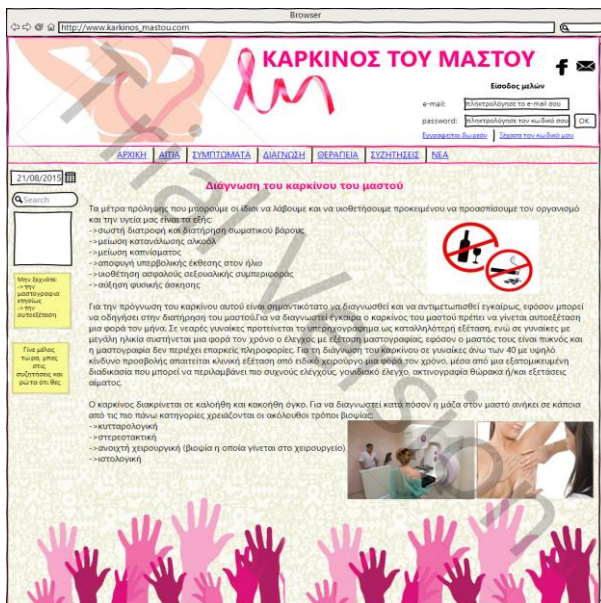 Browser
http://www.karkinos_mastou.com
ΚΑΡΚΙΝΟΣ ΤΟΥ ΜΑΣΤΟΥ
Είσοδος μελών
e-mail: πληκτρολόγησε το e-mail σου
password: πληκτρολόγησε τον κωδικό σου OK
Εγγραφείται δωρεάν Ξέχασα τον κωδικό μου
ΑΡΧΙΚΗ ΑΙΤΙΑ ΣΥΜΠΤΩΜΑΤΑ ΔΙΑΓΝΩΣΗ ΘΕΡΑΠΕΙΑ ΣΥΖΗΤΗΣΕΙΣ ΝΕΑ
21/08/2015
Search
Μην ξεχνάτε:
->την
μαστογραφια
ετησίως
->την
αυτοεξέταση
Γίνε μέλος
τώρα, μπες
στις
συζητήσεις και
ρώτα ότι θες
Διάγνωση του καρκίνου του μαστού
Τα μέτρα πρόληψης που μπορούμε οι ίδιοι να λάβουμε και να υιοθετήσουμε προκειμένου να προασπίσουμε τον οργανισμό
και την υγεία μας είναι τα εξής:
->σωστή διατροφή και διατήρηση σωματικού βάρους
->μείωση κατανάλωσης αλκοόλ
->μείωση καπνίσματος
->αποφυγή υπερβολικής έκθεσης στον ήλιο
->υιοθέτηση ασφαλούς σεξουαλικής συμπεριφοράς
->αύξηση φυσικής άσκησης
Για την πρόγνωση του καρκίνου αυτού είναι σημαντικότατο να διαγνωσθεί και να αντιμετωπισθεί εγκαίρως, εφόσον μπορεί
να οδηγήσει στην διατήρηση του μαστού.Για να διαγνωστεί έγκαιρα ο καρκίνος του μαστού πρέπει να γίνεται αυτοεξέταση
μια φορά τον μήνα. Σε νεαρές γυναίκες προτείνεται το υπερηχογράφημα ως καταλληλότερη εξέταση, ενώ σε γυναίκες με
μεγάλη ηλικία συστήνεται μια φορά τον χρόνο ο έλεγχος με εξέταση μαστογραφίας, εφόσον ο μαστός τους είναι πυκνός και
η μαστογραφία δεν περιέχει επαρκείς πληροφορίες. Για τη διάγνωση του καρκίνου σε γυναίκες άνω των 40 με υψηλό
κίνδυνο προσβολής απαιτείται κλινική εξέταση από ειδικό χειρούργο μια φορά τον χρόνο, μέσα από μια εξατομικευμένη
διαδικασία που μπορεί να περιλαμβάνει πιο συχνούς ελέγχους, γονιδιακό έλεγχο, ακτινογραφία θώρακα ή/και εξετάσεις
αίματος.
Ο καρκίνος διακρίνεται σε καλοήθη και κακοήθη όγκο. Για να διαγνωσθεί κατά πόσον η μάζα στον μαστό ανήκει σε κάποια
από τις πιο πάνω κατηγορίες χρειάζονται οι ακόλουθοι τρόποι βιοψίας:
->κυτταρολογική
->στερεοτακτική
->ανοιχτή χειρουργική (βιοψία η οποία γίνεται στο χειρουργείο)
->ιστολογική
Trial Version